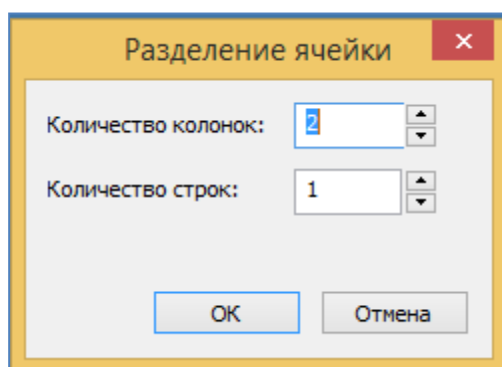 Разделение ячейки
Количество колонок: 2
Количество строк: 1
ОК Отмена